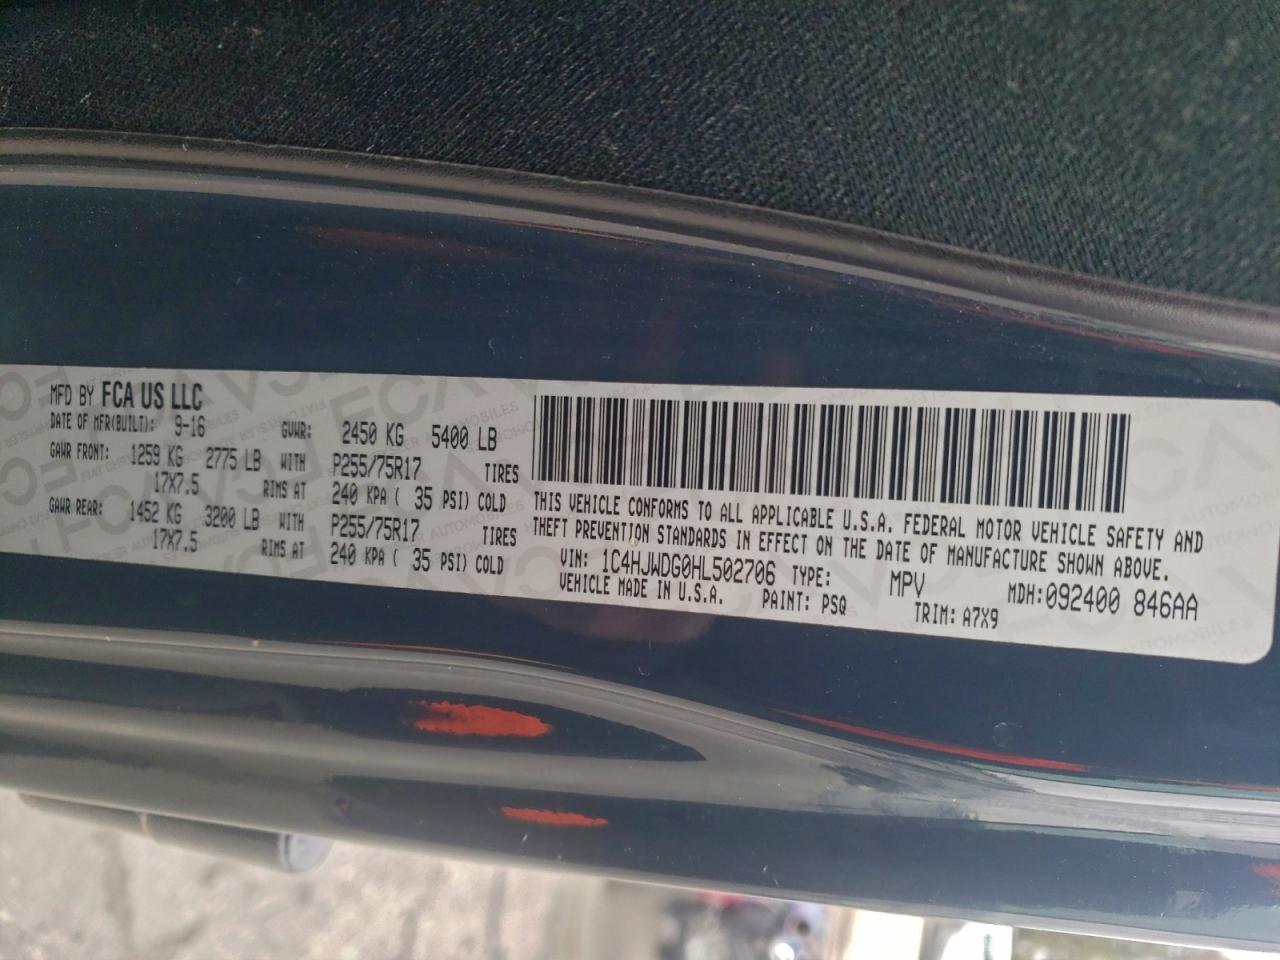 MFD BY FCA US LLC
DATE OF MFR(BUILT): 9-16 GVWR: 2450 KG 5400 LB
GAWR FRONT: 1259 KG 2775 LB WITH P255/75R17 TIRES
17X7.5 RIMS AT 240 KPA ( 35 PSI) COLD
GAWR REAR: 1452 KG 3200 LB WITH P255/75R17 TIRES
17X7.5 RIMS AT 240 KPA ( 35 PSI) COLD
THIS VEHICLE CONFORMS TO ALL APPLICABLE U.S.A. FEDERAL MOTOR VEHICLE SAFETY AND
THEFT PREVENTION STANDARDS IN EFFECT ON THE DATE OF MANUFACTURE SHOWN ABOVE.
VIN: 1C4HJWDG0HL502706 TYPE: MPV MDH:092400 846AA
VEHICLE MADE IN U.S.A. PAINT: PSQ TRIM: A7X9